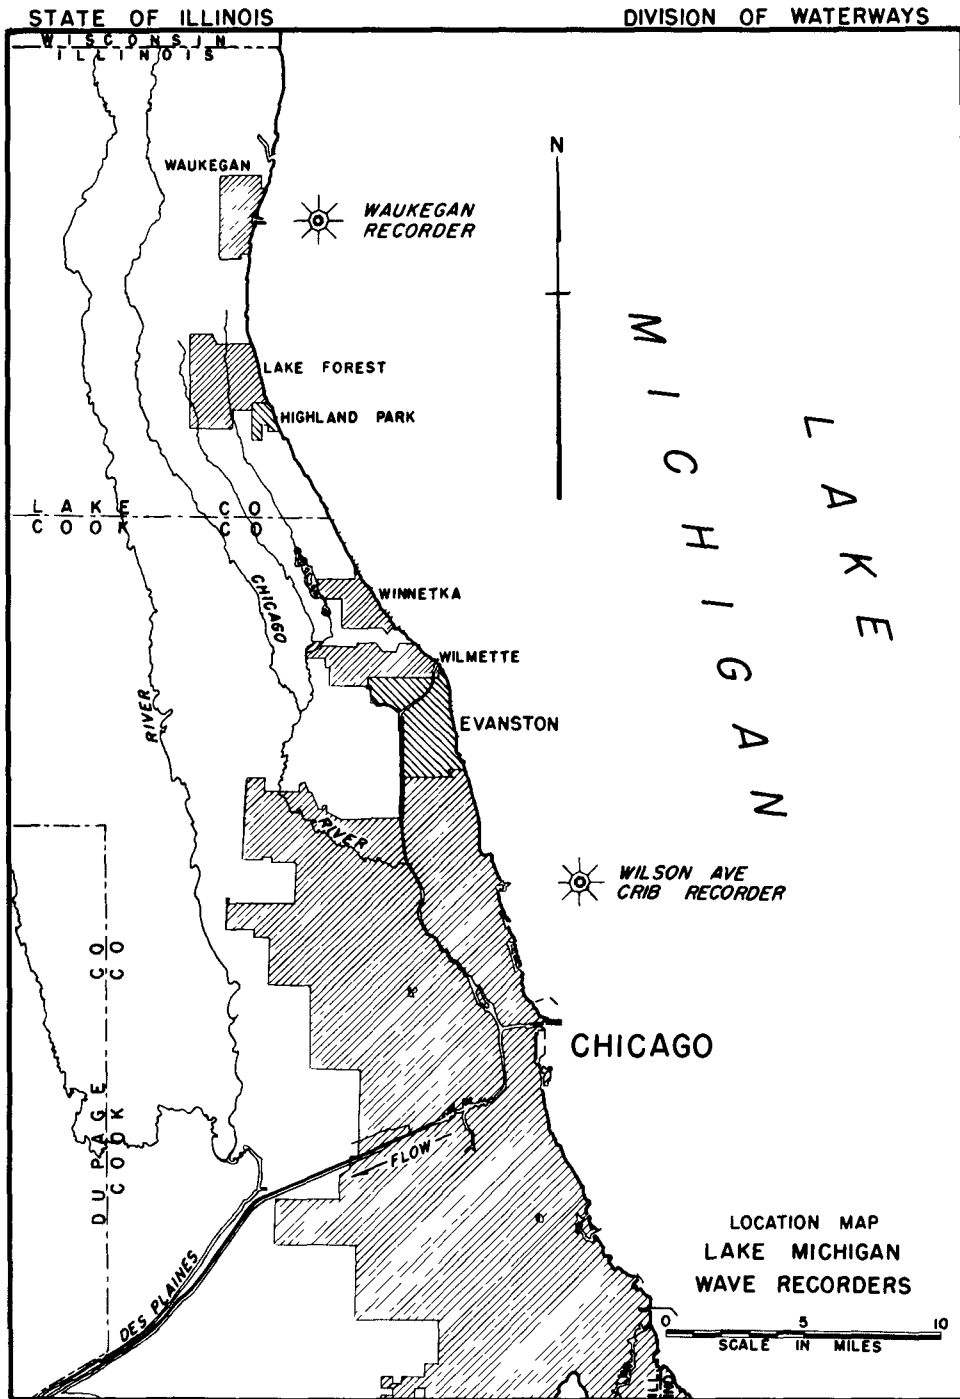 STATE OF ILLINOIS
DIVISION OF WATERWAYS
WISCONSIN
ILLINOIS
N
WAUKEGAN
WAUKEGAN
RECORDER
LAKE FOREST
HIGHLAND PARK
LAKE
MICHIGAN
LAKE CO
COOK CO
CHICAGO
WINNETKA
WILMETTE
RIVER
EVANSTON
RIVER
WILSON AVE
CRIB RECORDER
DU PAGE CO
COOK CO
CHICAGO
FLOW
DES PLAINES
LOCATION MAP
LAKE MICHIGAN
WAVE RECORDERS
0 5 10
SCALE IN MILES
ILL.
IND.